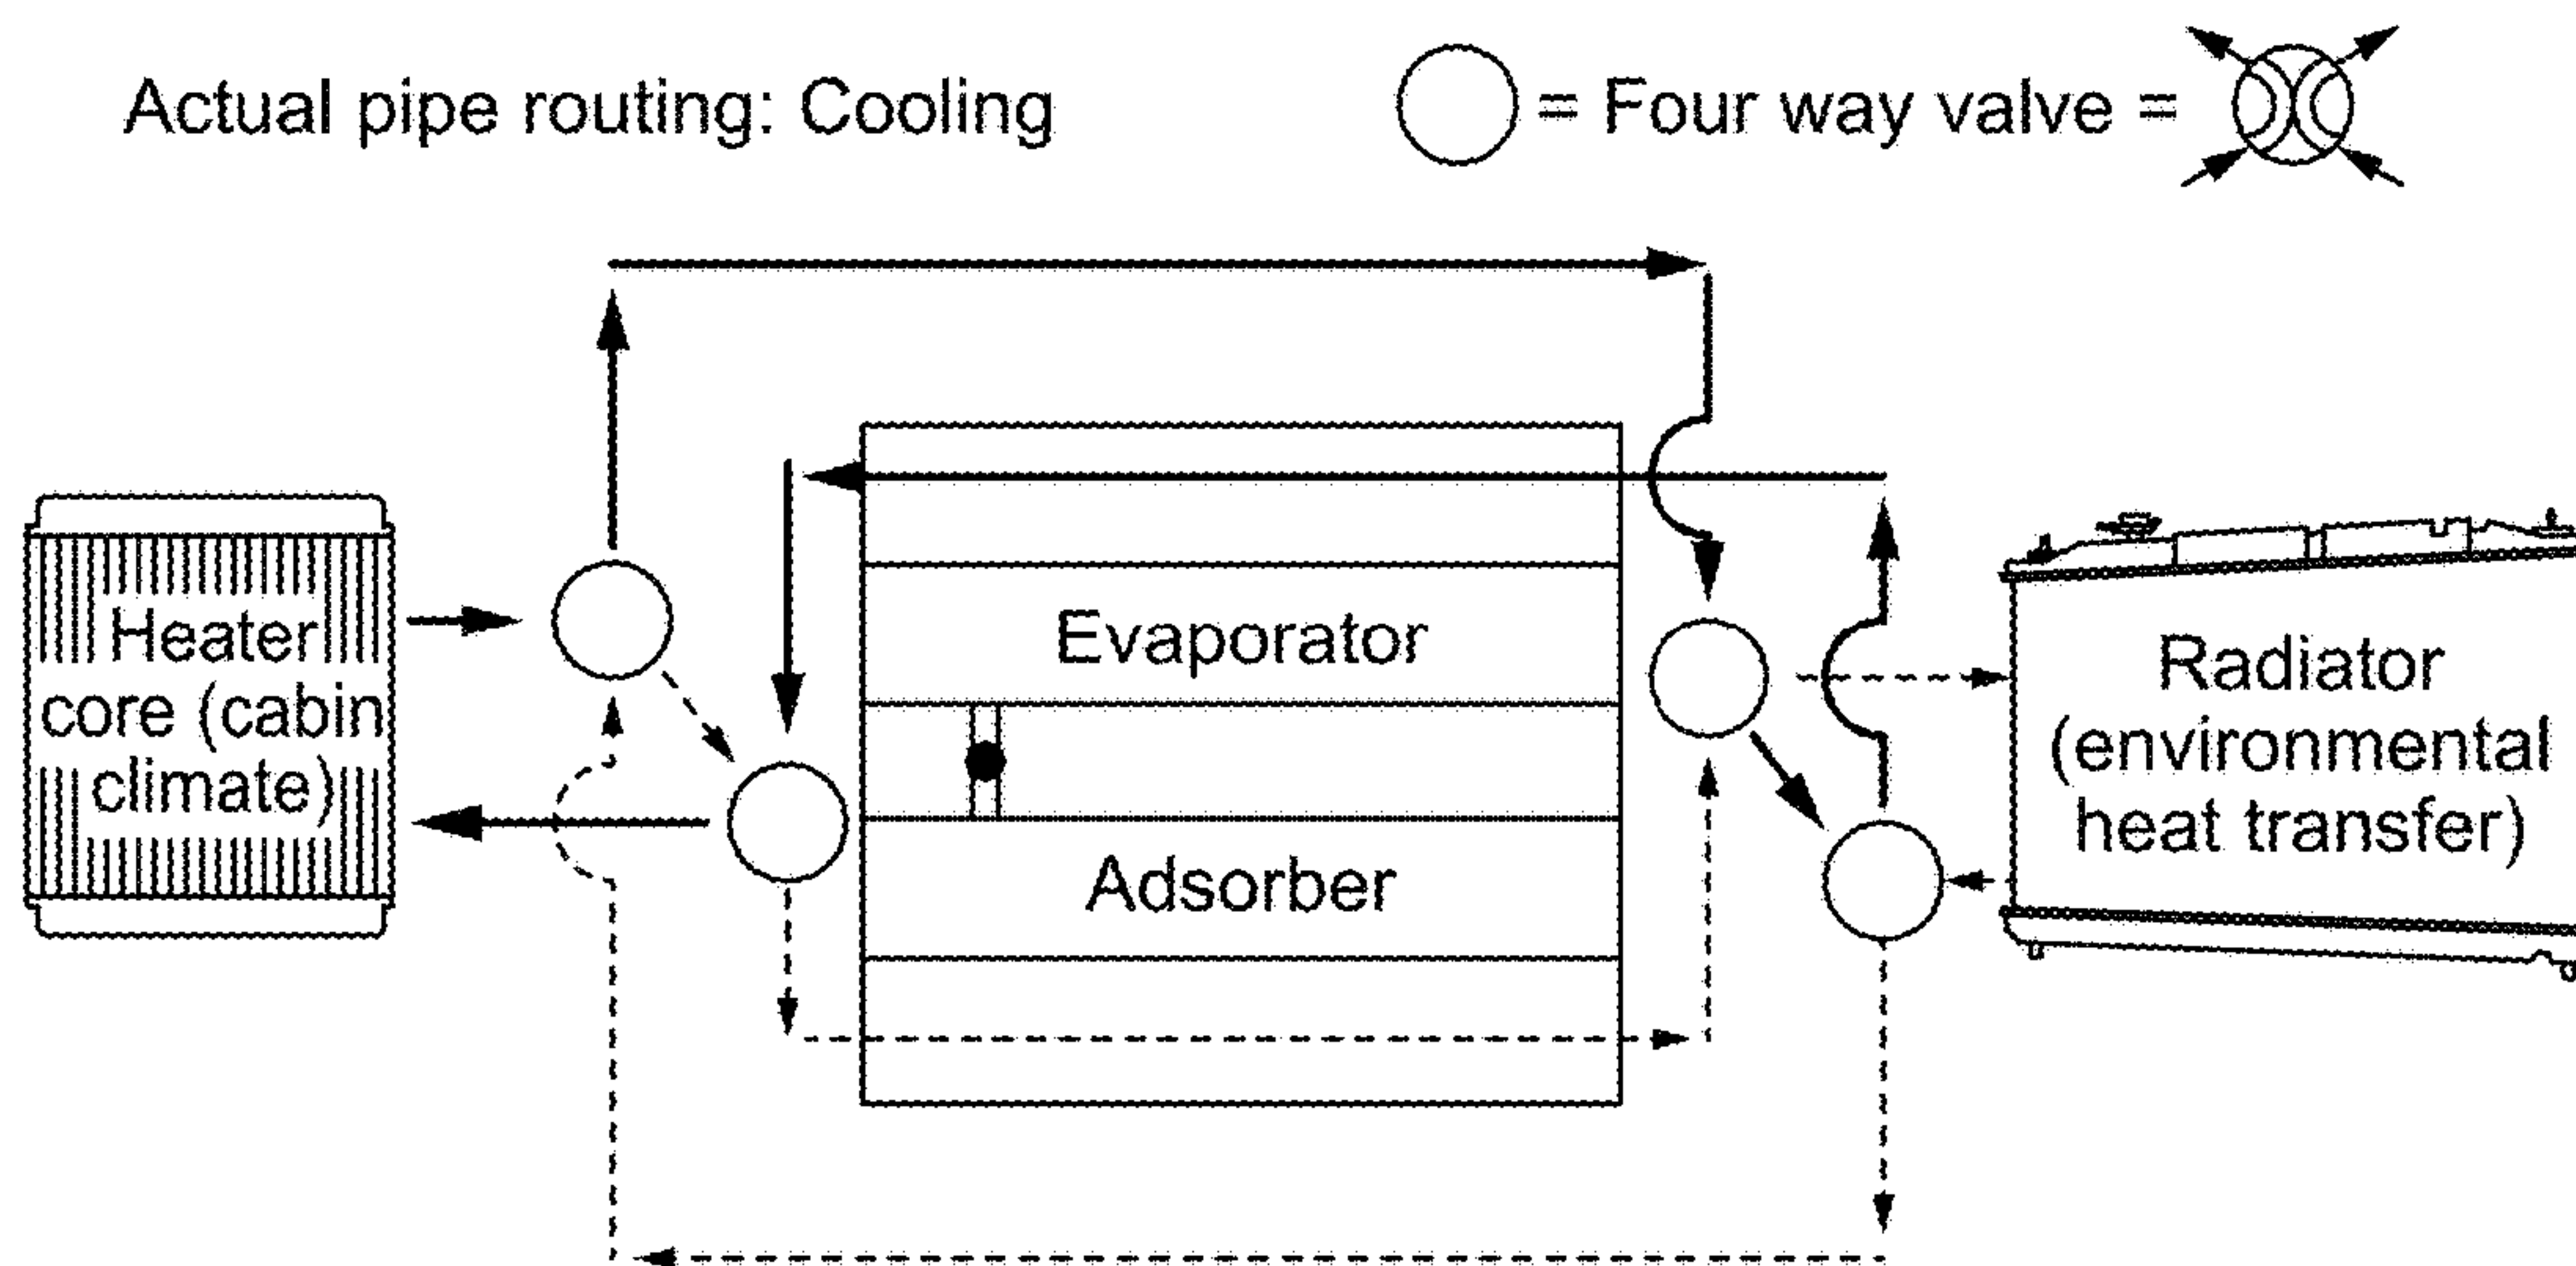 Actual pipe routing: Cooling
= Four way valve =
Heater
core (cabin
climate)
Evaporator
Adsorber
Radiator
(environmental
heat transfer)